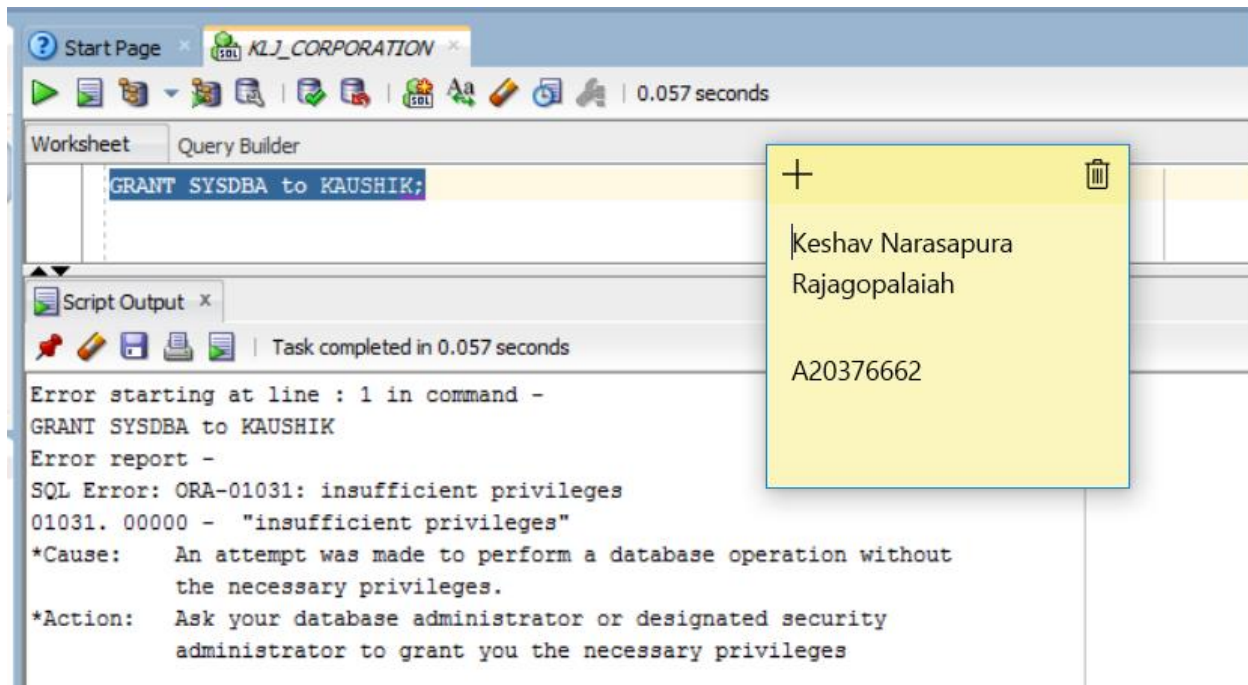 Start Page
KLJ_CORPORATION
0.057 seconds
Worksheet Query Builder
GRANT SYSDBA to KAUSHIK;
Keshav Narasapura
Rajagopalaiah
A20376662
Script Output
Task completed in 0.057 seconds
Error starting at line : 1 in command -
GRANT SYSDBA to KAUSHIK
Error report -
SQL Error: ORA-01031: insufficient privileges
01031. 00000 - "insufficient privileges"
*Cause: An attempt was made to perform a database operation without
the necessary privileges.
*Action: Ask your database administrator or designated security
administrator to grant you the necessary privileges